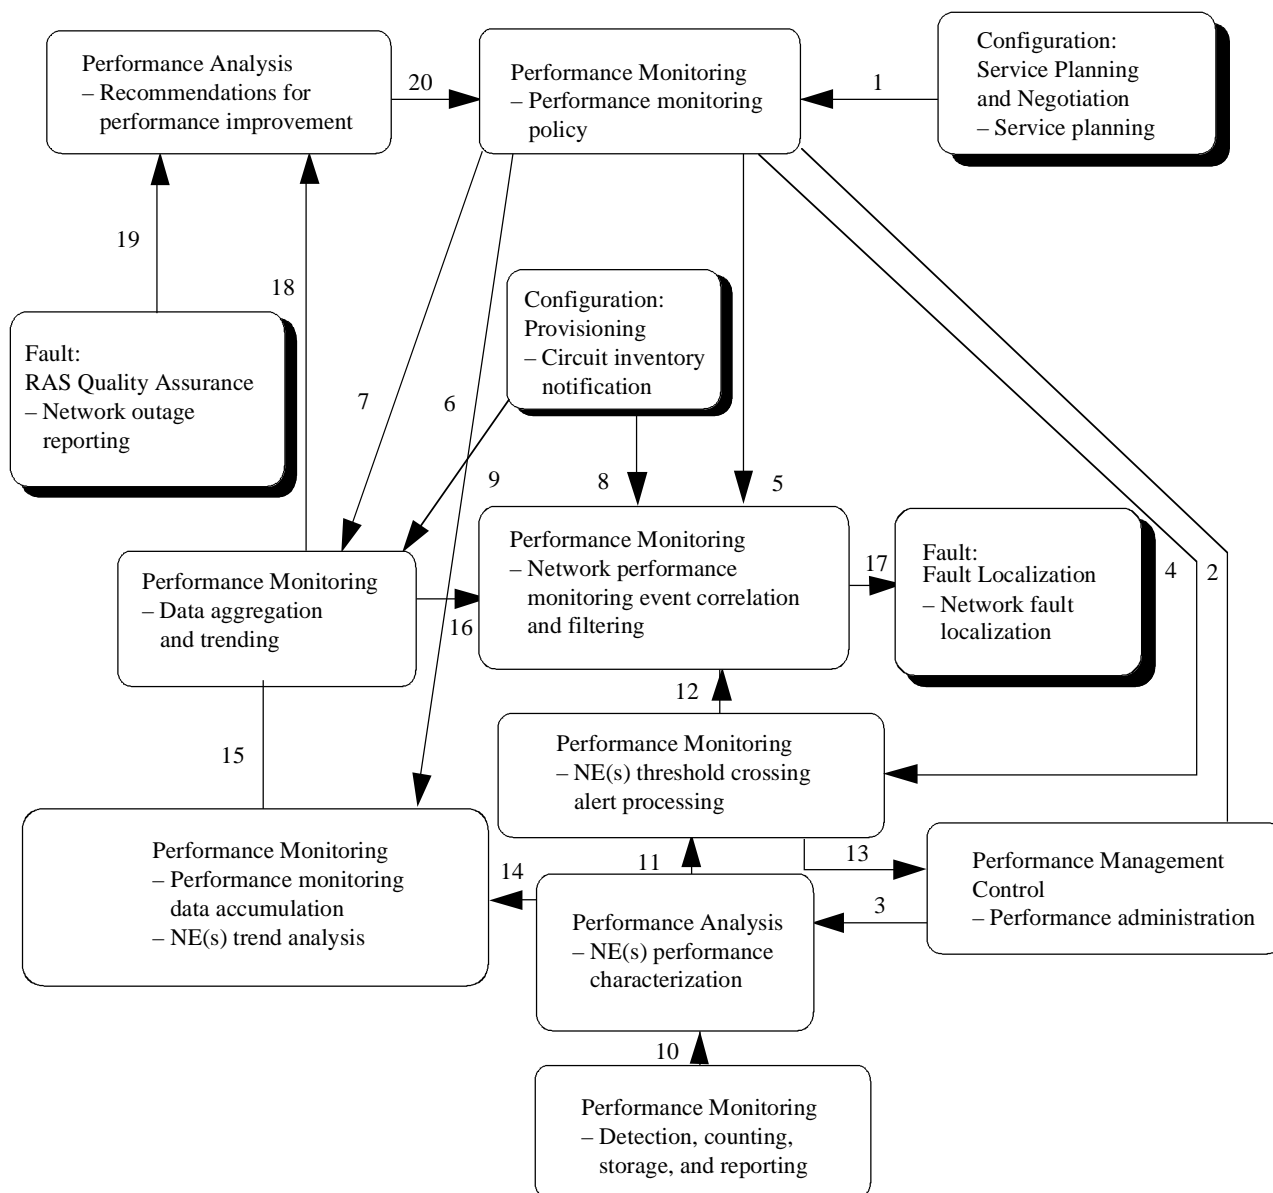 Performance Analysis
– Recommendations for
performance improvement
20
Performance Monitoring
– Performance monitoring
policy
1
Configuration:
Service Planning
and Negotiation
– Service planning
19
18
Fault:
RAS Quality Assurance
– Network outage
reporting
7
6
Configuration:
Provisioning
– Circuit inventory
notification
9
8
5
Performance Monitoring
– Data aggregation
and trending
16
Performance Monitoring
– Network performance
monitoring event correlation
and filtering
17
Fault:
Fault Localization
– Network fault
localization
4
2
12
15
Performance Monitoring
– NE(s) threshold crossing
alert processing
Performance Monitoring
– Performance monitoring
data accumulation
– NE(s) trend analysis
14
11
13
3
Performance Management
Control
– Performance administration
Performance Analysis
– NE(s) performance
characterization
10
Performance Monitoring
– Detection, counting,
storage, and reporting